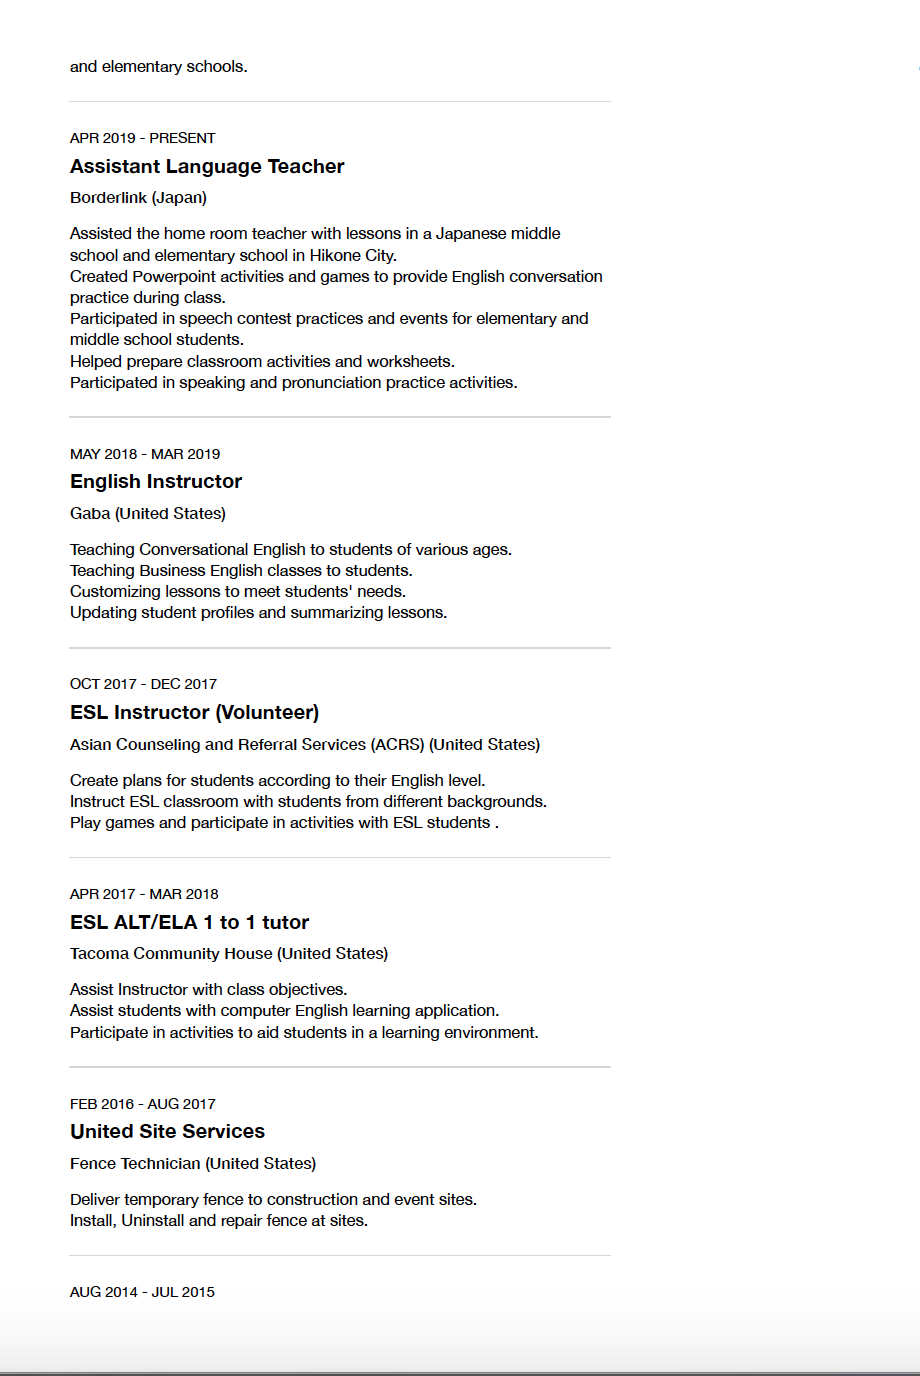 and elementary schools.
APR 2019 - PRESENT
Assistant Language Teacher
Borderlink (Japan)
Assisted the home room teacher with lessons in a Japanese middle
school and elementary school in Hikone City.
Created Powerpoint activities and games to provide English conversation
practice during class.
Participated in speech contest practices and events for elementary and
middle school students.
Helped prepare classroom activities and worksheets.
Participated in speaking and pronunciation practice activities.
MAY 2018 - MAR 2019
English Instructor
Gaba (United States)
Teaching Conversational English to students of various ages.
Teaching Business English classes to students.
Customizing lessons to meet students' needs.
Updating student profiles and summarizing lessons.
OCT 2017 - DEC 2017
ESL Instructor (Volunteer)
Asian Counseling and Referral Services (ACRS) (United States)
Create plans for students according to their English level.
Instruct ESL classroom with students from different backgrounds.
Play games and participate in activities with ESL students .
APR 2017 - MAR 2018
ESL ALT/ELA 1 to 1 tutor
Tacoma Community House (United States)
Assist Instructor with class objectives.
Assist students with computer English learning application.
Participate in activities to aid students in a learning environment.
FEB 2016 - AUG 2017
United Site Services
Fence Technician (United States)
Deliver temporary fence to construction and event sites.
Install, Uninstall and repair fence at sites.
AUG 2014 - JUL 2015